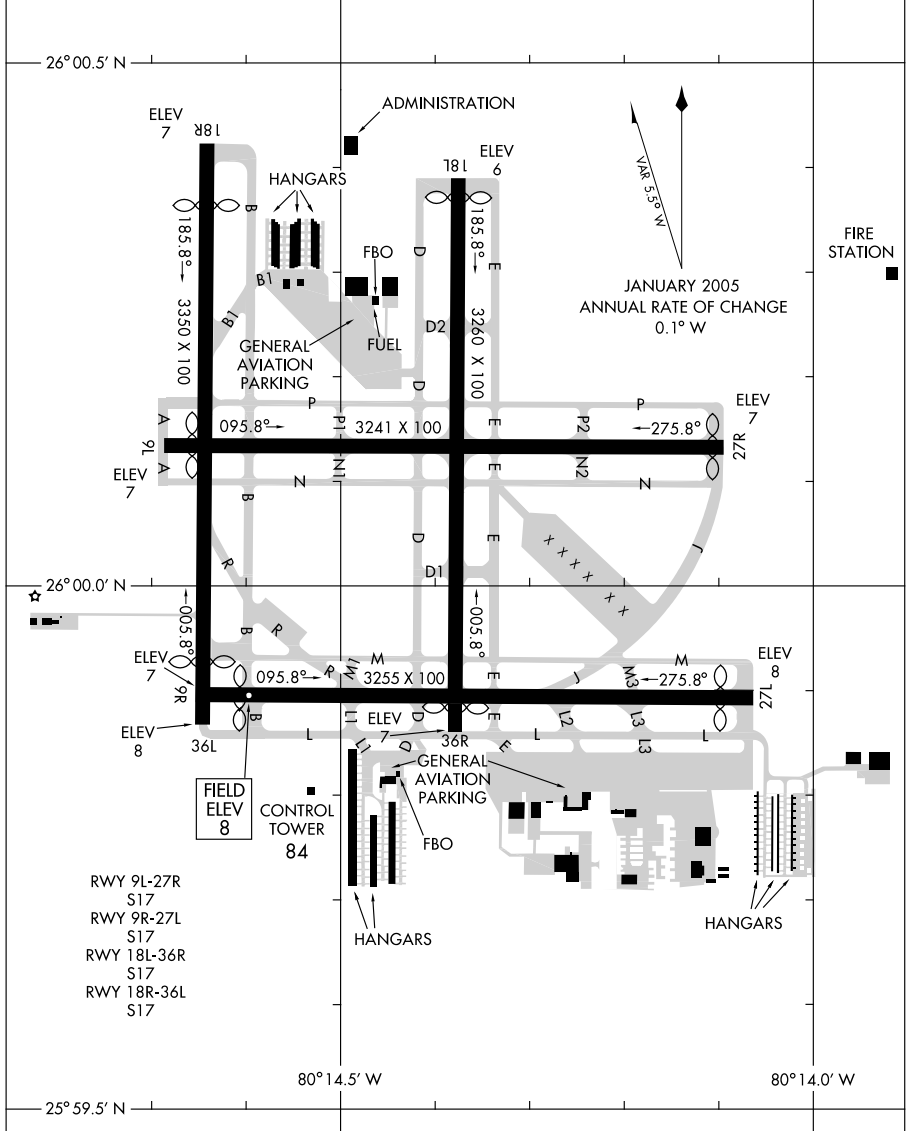 26°00.5' N
ADMINISTRATION
ELEV
7
18R
ELEV
6
18L
VAR 5.5° W
HANGARS
B
185.8°
185.8°
FBO
D
E
FIRE
STATION
B1
JANUARY 2005
ANNUAL RATE OF CHANGE
0.1° W
B1
3350 X 100
3260 X 100
D2
FUEL
GENERAL
AVIATION
PARKING
D
P
P
ELEV
7
A
095.8°
P1
3241 X 100
E
P2
275.8°
9L
27R
A
N1
E
N2
ELEV
7
N
N
B
D
E
X X X X X X
J
R
D1
26°00.0' N
005.8°
005.8°
B
R
M
M
ELEV
7
095.8°
R
M1
3255 X 100
E
J
M3
275.8°
ELEV
8
9R
27L
B
L1
ELEV
7
D
E
L2
L3
ELEV
8
36L
L
L1
D
36R
E
L
L3
L
FIELD
ELEV
8
CONTROL
TOWER
84
GENERAL
AVIATION
PARKING
FBO
HANGARS
HANGARS
RWY 9L-27R
S17
RWY 9R-27L
S17
RWY 18L-36R
S17
RWY 18R-36L
S17
80°14.5' W
80°14.0' W
25°59.5' N